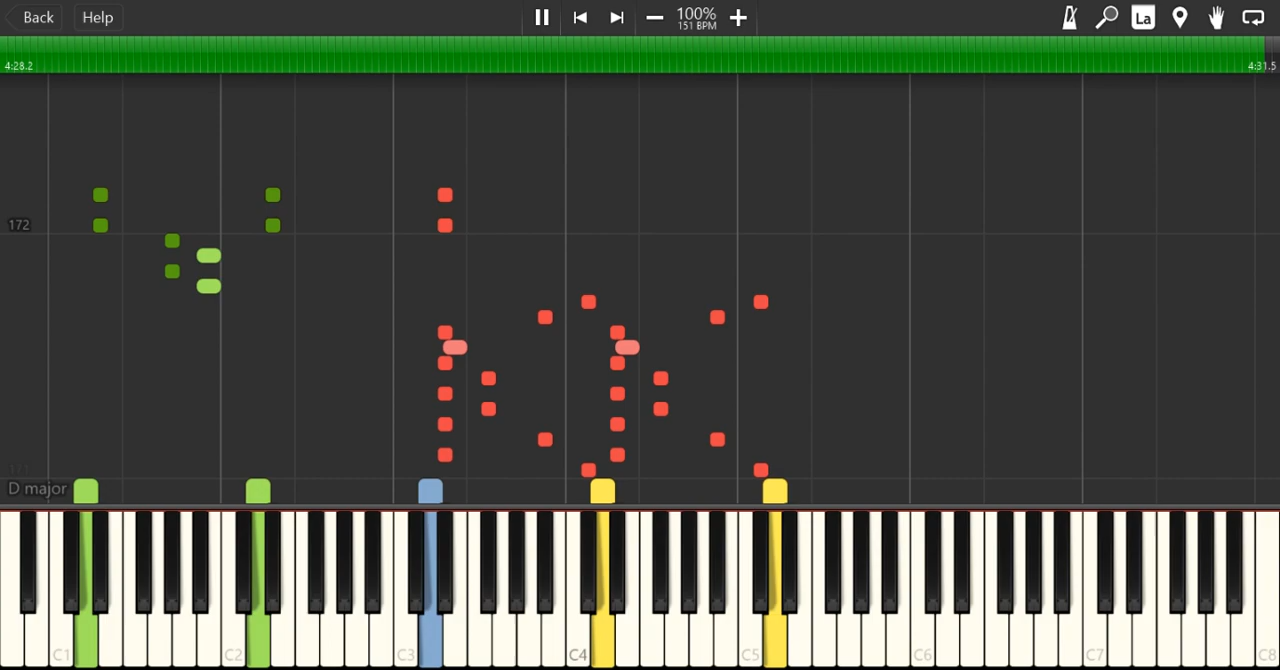 Back
Help
100%
151 BPM
La
4:28.2
4:31.5
172
D major
C1
C2
C3
C4
C5
C6
C7
C8